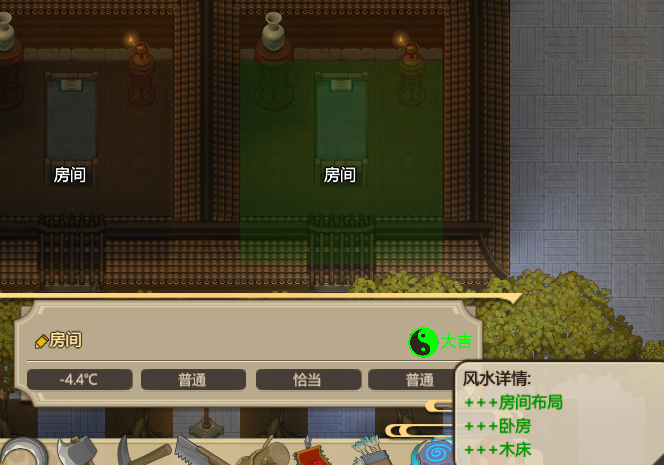 房间
房间
房间
大吉
-4.4℃
普通
恰当
普通
风水详情:
+++房间布局
+++卧房
+++木床